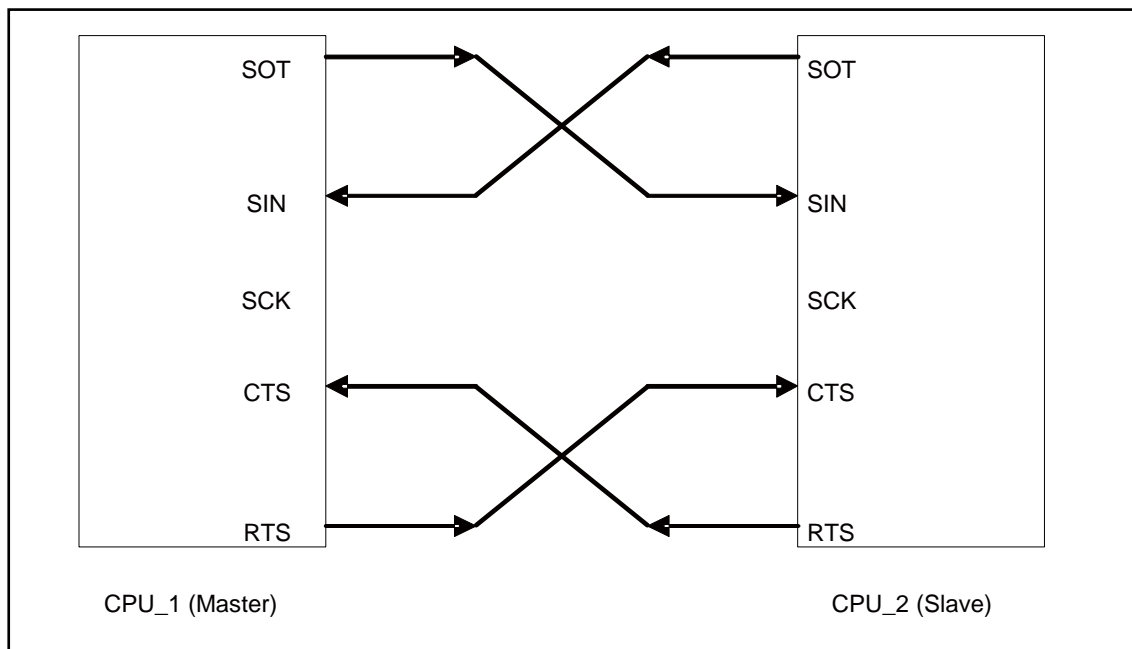 SOT
SIN
SCK
CTS
RTS
CPU_1 (Master)
SOT
SIN
SCK
CTS
RTS
CPU_2 (Slave)